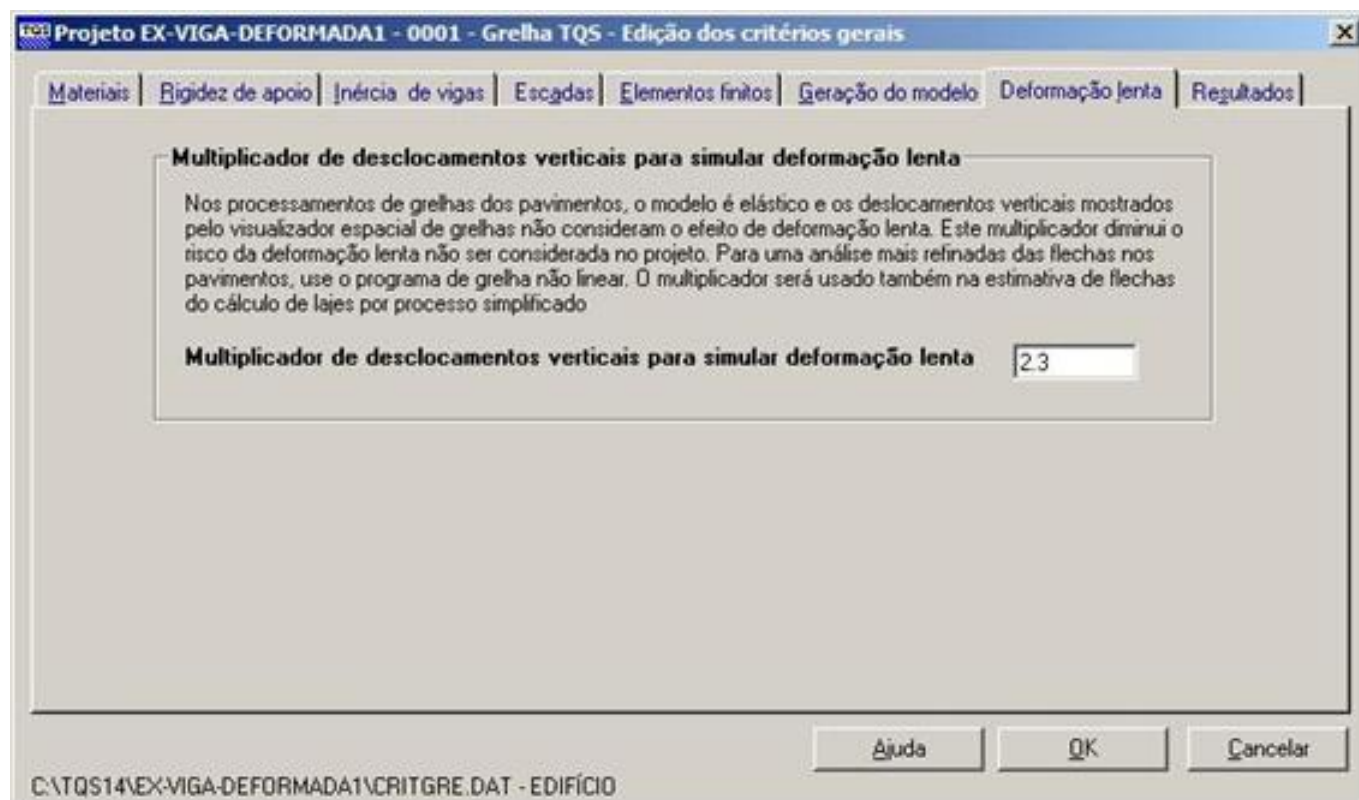 TQS Projeto EX-VIGA-DEFORMADA1 - 0001 - Grelha TQS - Edição dos critérios gerais
Materiais Rigidez de apoio Inércia de vigas Escadas Elementos finitos Geração do modelo Deformação lenta Resultados
Multiplicador de deslocamentos verticais para simular deformação lenta
Nos processamentos de grelhas dos pavimentos, o modelo é elástico e os deslocamentos verticais mostrados
pelo visualizador espacial de grelhas não consideram o efeito de deformação lenta. Este multiplicador diminui o
risco da deformação lenta não ser considerada no projeto. Para uma análise mais refinadas das flechas nos
pavimentos, use o programa de grelha não linear. O multiplicador será usado também na estimativa de flechas
do cálculo de lajes por processo simplificado
Multiplicador de desclocamentos verticais para simular deformação lenta 2.3
Ajuda OK Cancelar
C:\TQS14\EX-VIGA-DEFORMADA1\CRITGRE.DAT - EDIFÍCIO